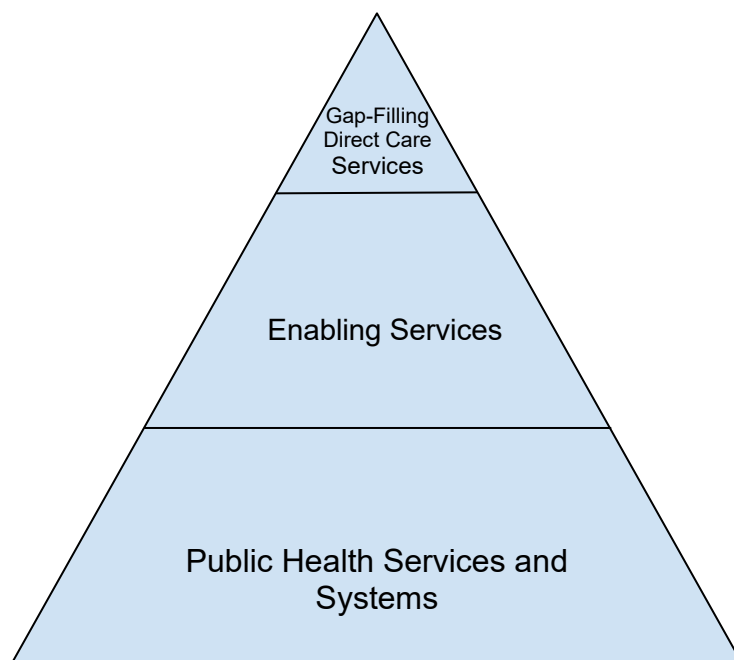 Gap-Filling
Direct Care
Services
Enabling Services
Public Health Services and
Systems